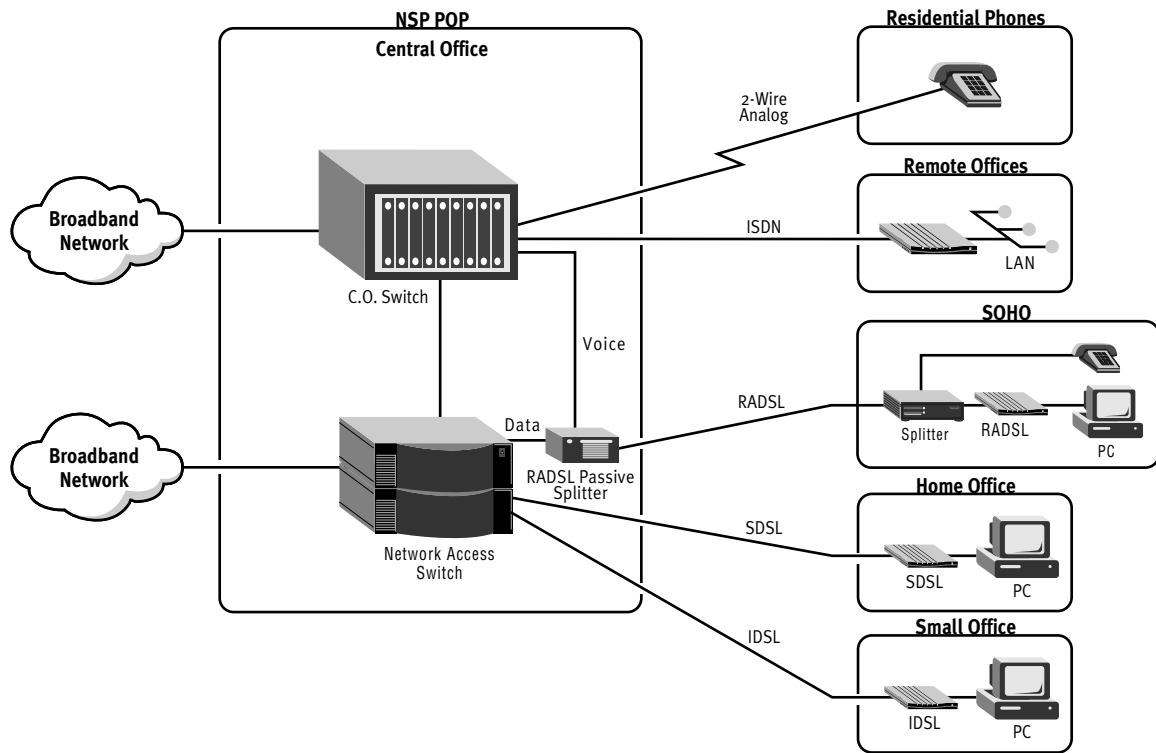 NSP POP
Central Office
Residential Phones
2-Wire
Analog
Remote Offices
Broadband
Network
ISDN
LAN
C.O. Switch
SOHO
Voice
RADSL
Splitter
RADSL
PC
Data
Broadband
Network
RADSL Passive
Splitter
Home Office
SDSL
Network Access
Switch
SDSL
PC
Small Office
IDSL
IDSL
PC